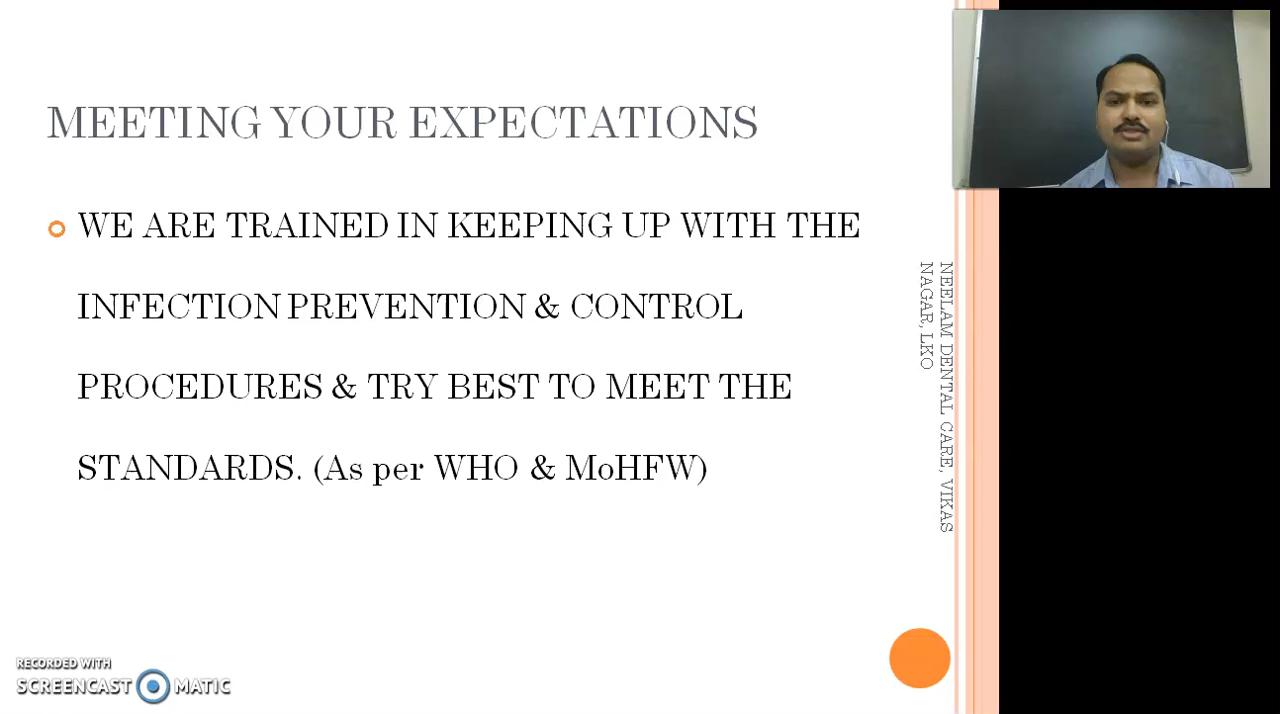 MEETING YOUR EXPECTATIONS
WE ARE TRAINED IN KEEPING UP WITH THE
INFECTION PREVENTION & CONTROL
PROCEDURES & TRY BEST TO MEET THE
STANDARDS. (As per WHO & MoHFW)
NEELAM DENTAL CARE, VIKAS
NAGAR, LKO
RECORDED WITH
SCREENCAST MATIC